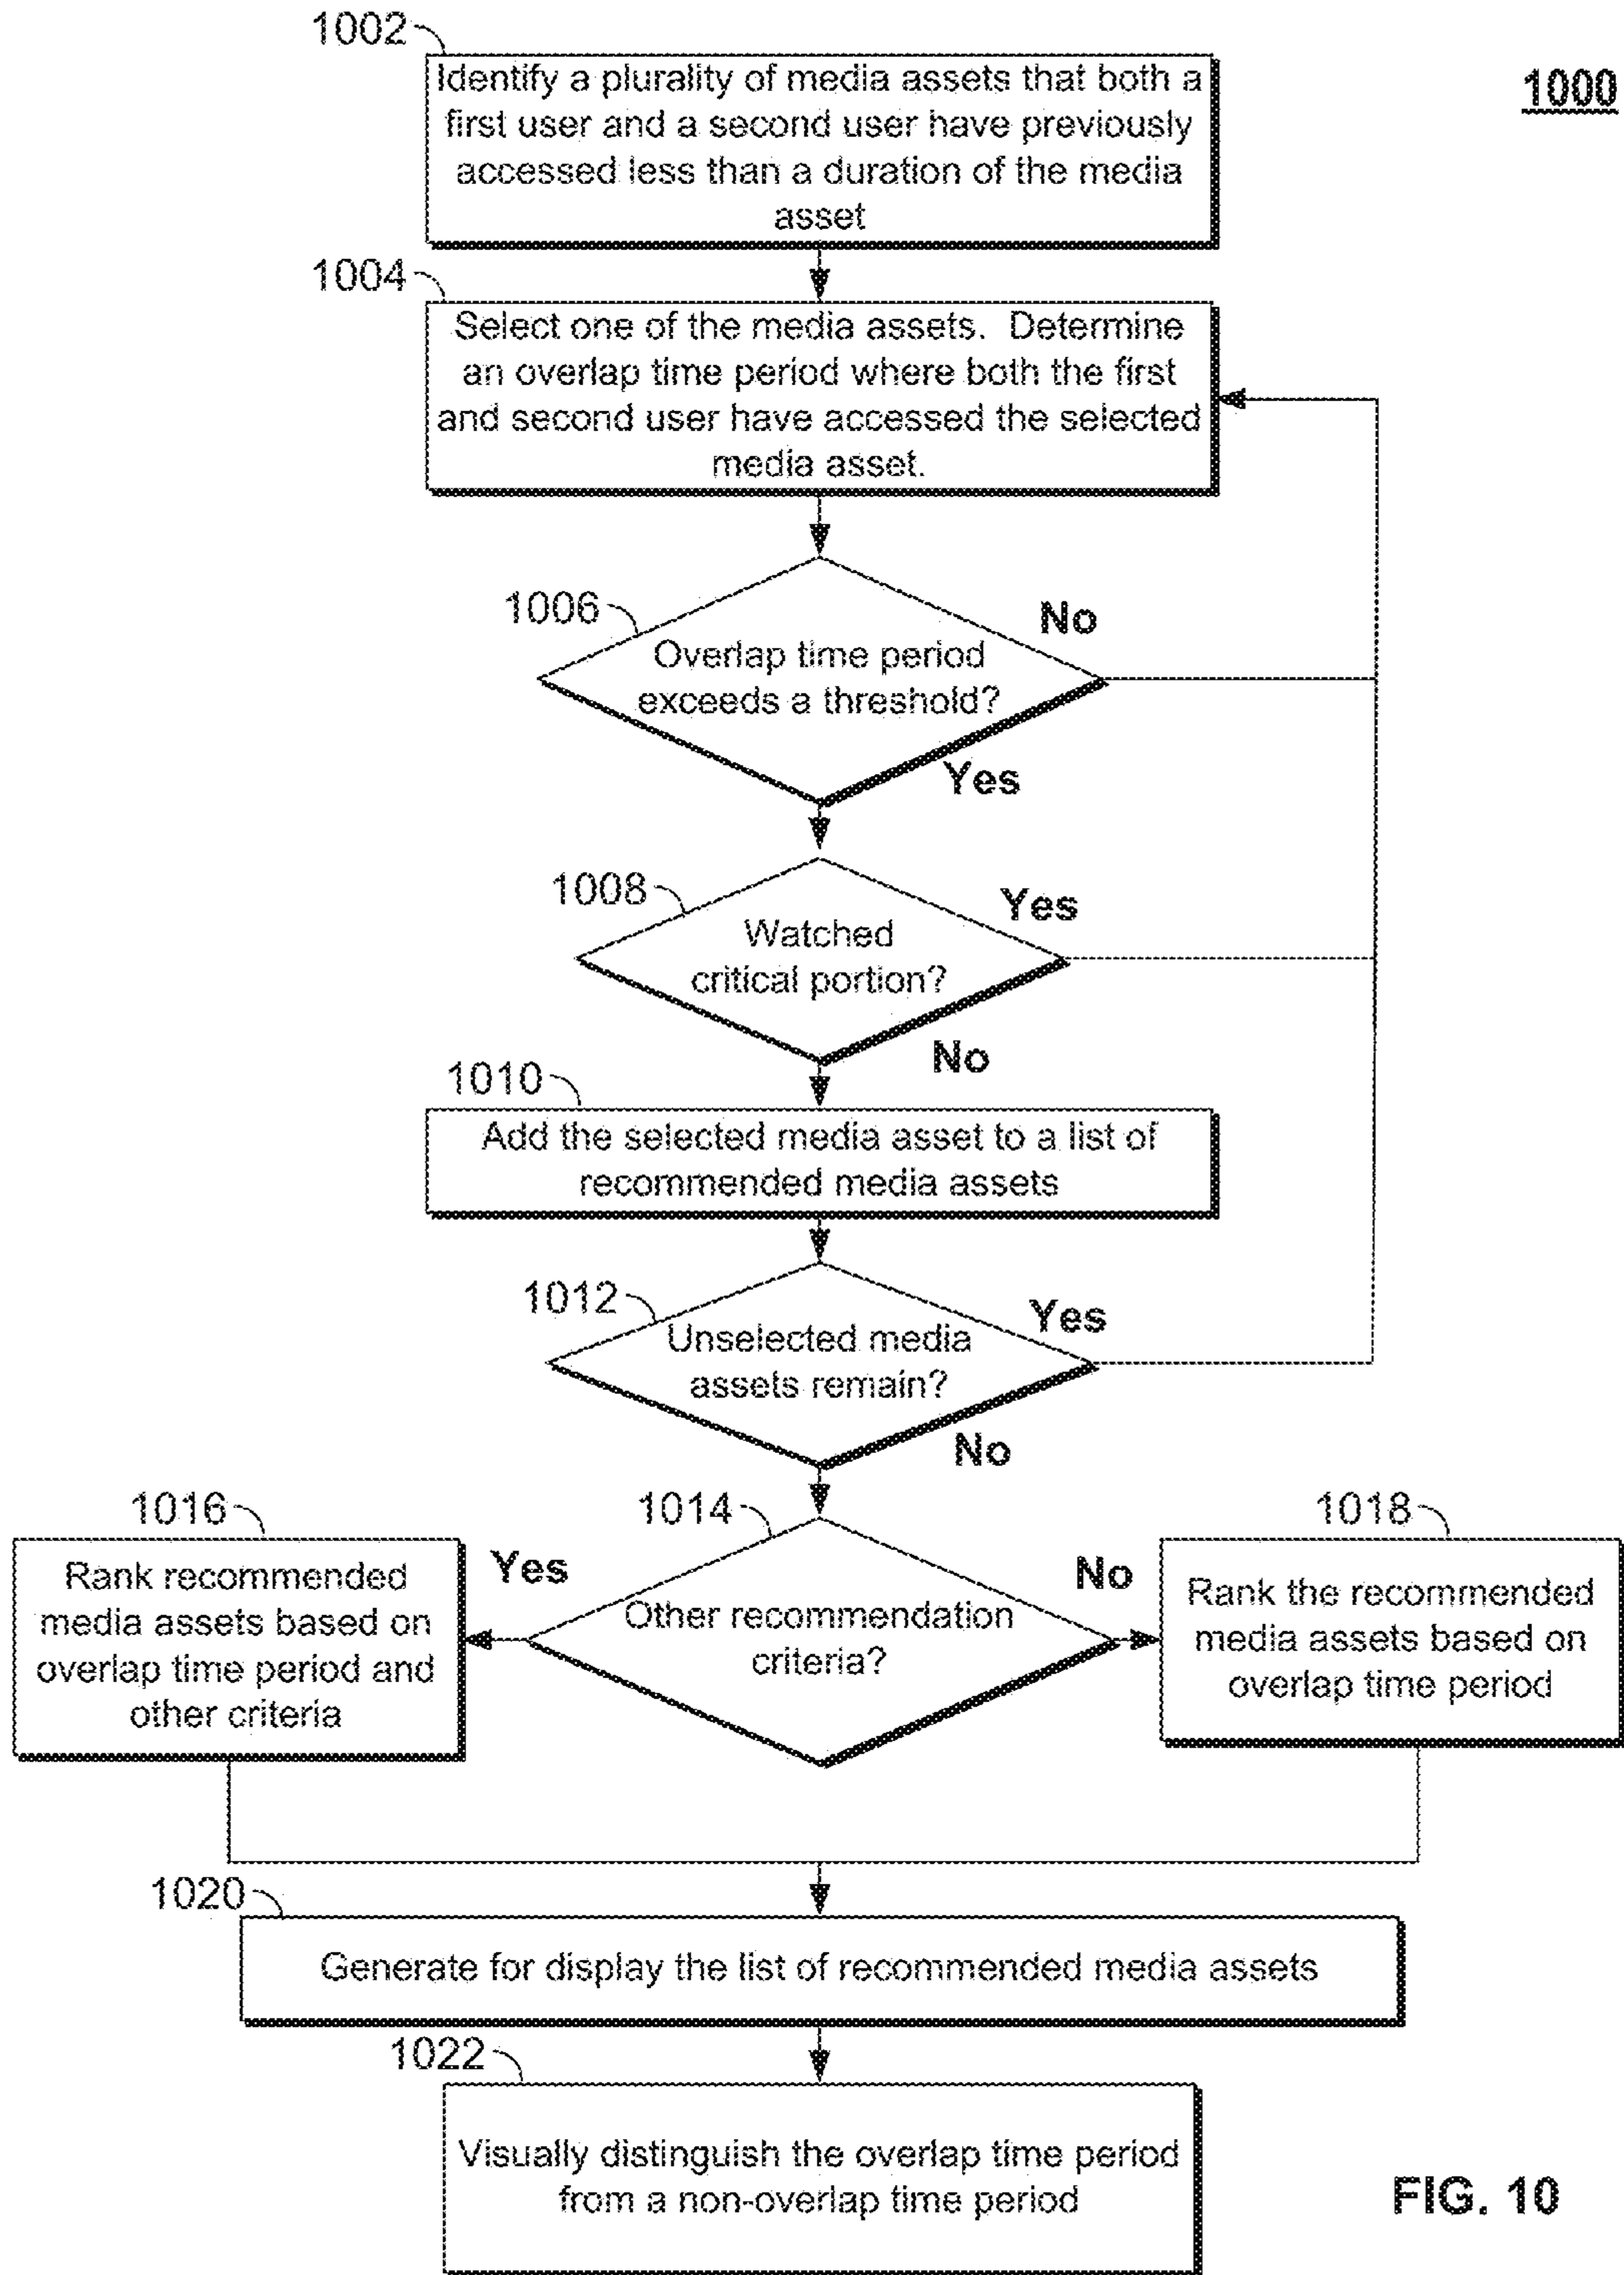 1002
1000
Identify a plurality of media assets that both a
first user and a second user have previously
accessed less than a duration of the media
asset
1004
Select one of the media assets. Determine
an overlap time period where both the first
and second user have accessed the selected
media asset.
1006
No
Overlap time period
exceeds a threshold?
Yes
1008
Yes
Watched
critical portion?
No
1010
Add the selected media asset to a list of
recommended media assets
1012
Yes
Unselected media
assets remain?
No
1016
1014
1018
Yes
No
Rank recommended
media assets based on
overlap time period and
other criteria
Other recommendation
criteria?
Rank the recommended
media assets based on
overlap time period
1020
Generate for display the list of recommended media assets
1022
Visually distinguish the overlap time period
from a non-overlap time period
FIG. 10